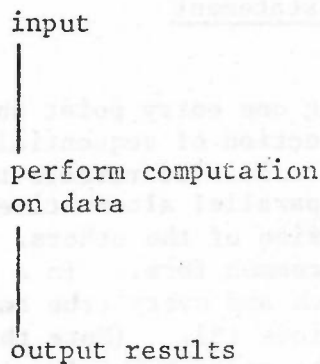 input
perform computation
on data
output results